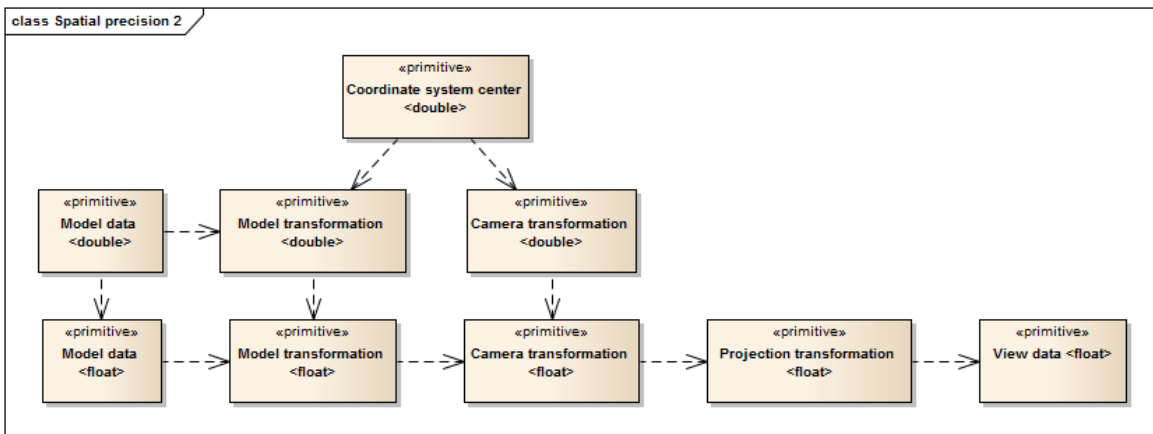 class Spatial precision 2
«primitive»
Coordinate system center
<double>
«primitive»
Model data
<double>
«primitive»
Model transformation
<double>
«primitive»
Camera transformation
<double>
«primitive»
Model data
<float>
«primitive»
Model transformation
<float>
«primitive»
Camera transformation
<float>
«primitive»
Projection transformation
<float>
«primitive»
View data <float>